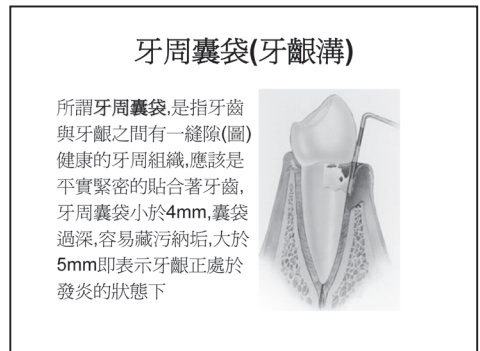 牙周囊袋(牙齦溝)
所謂牙周囊袋,是指牙齒
與牙齦之間有一縫隙(圖)
健康的牙周組織,應該是
平實緊密的貼合著牙齒,
牙周囊袋小於4mm,囊袋
過深,容易藏污納垢,大於
5mm即表示牙齦正處於
發炎的狀態下